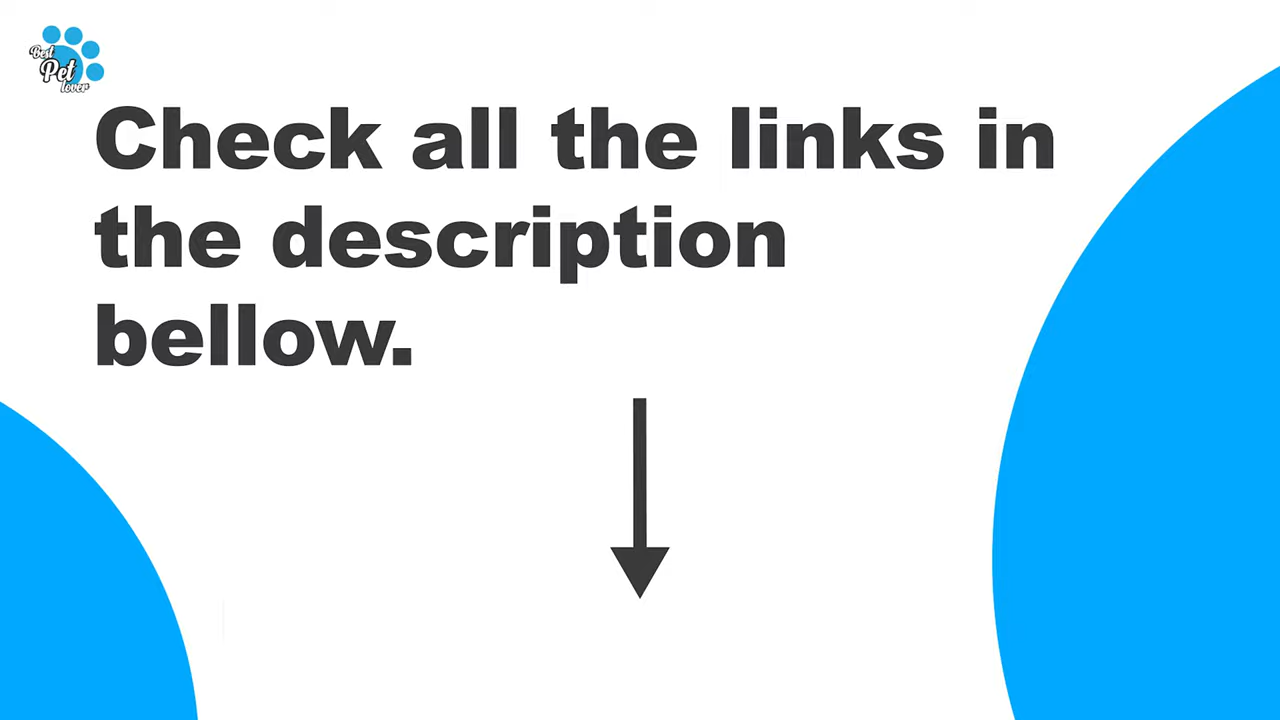 Best
Pet
lover
Check all the links in
the description
bellow.